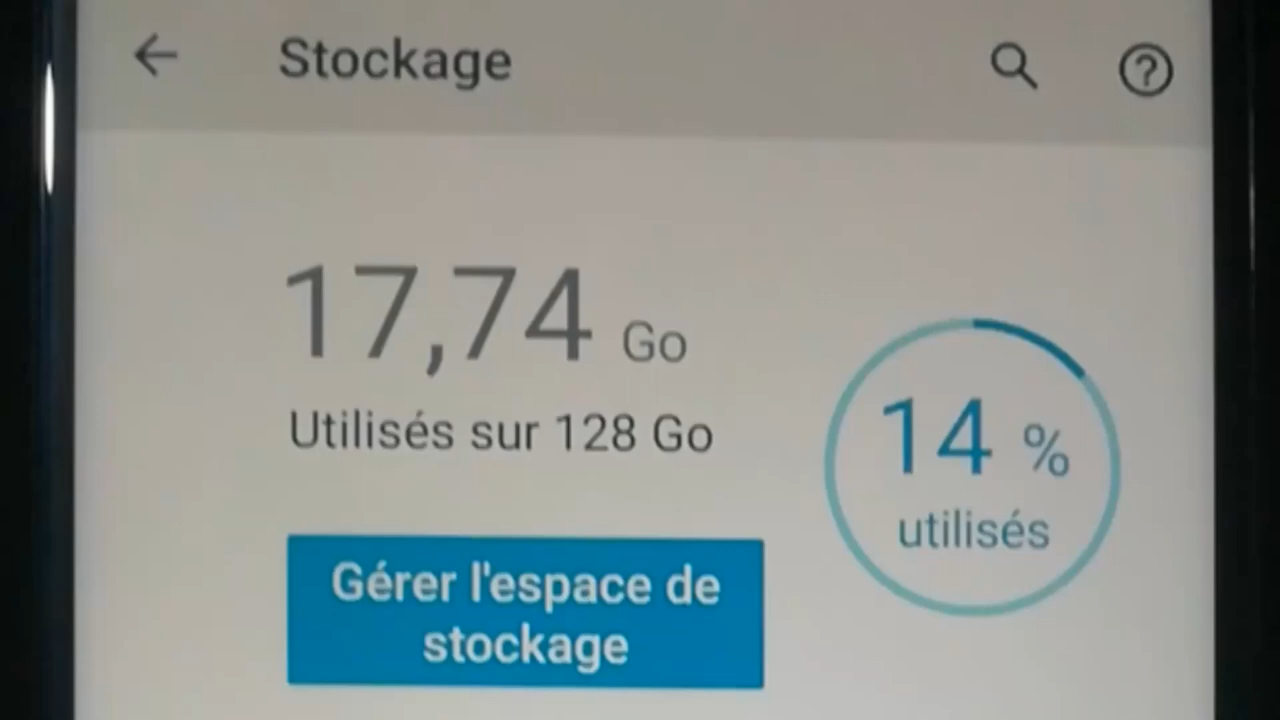 Stockage
17,74 Go
Utilisés sur 128 Go
14 %
utilisés
Gérer l'espace de
stockage